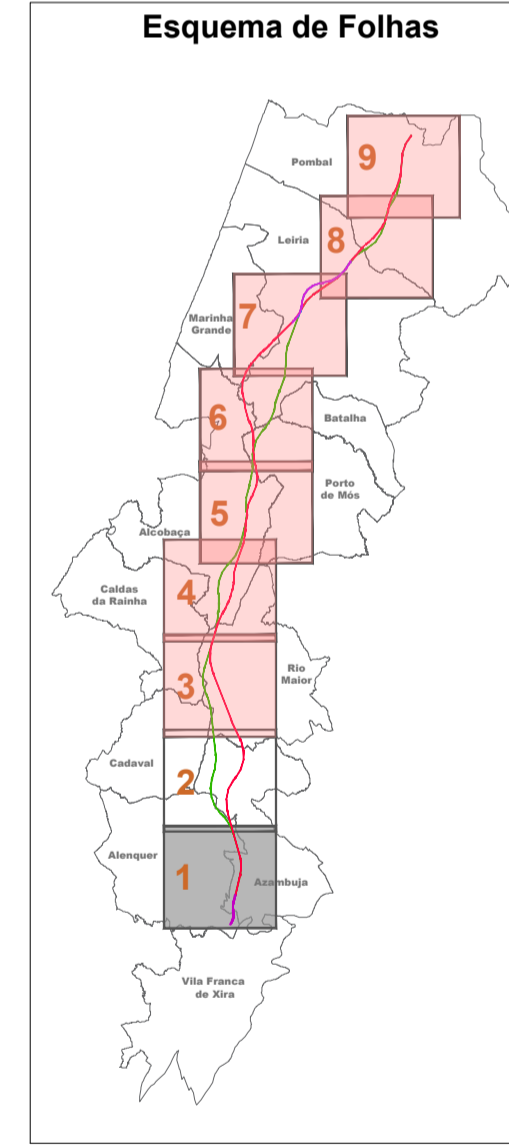 Esquema de Folhas
9
Pombal
8
Leiria
7
Marinha
Grande
6
Batalha
Porto
de Mós
5
Alcobaça
4
Caldas
da Rainha
Rio
Maior
3
Cadaval
2
Alenquer
1
Azambuja
Vila Franca
de Xira